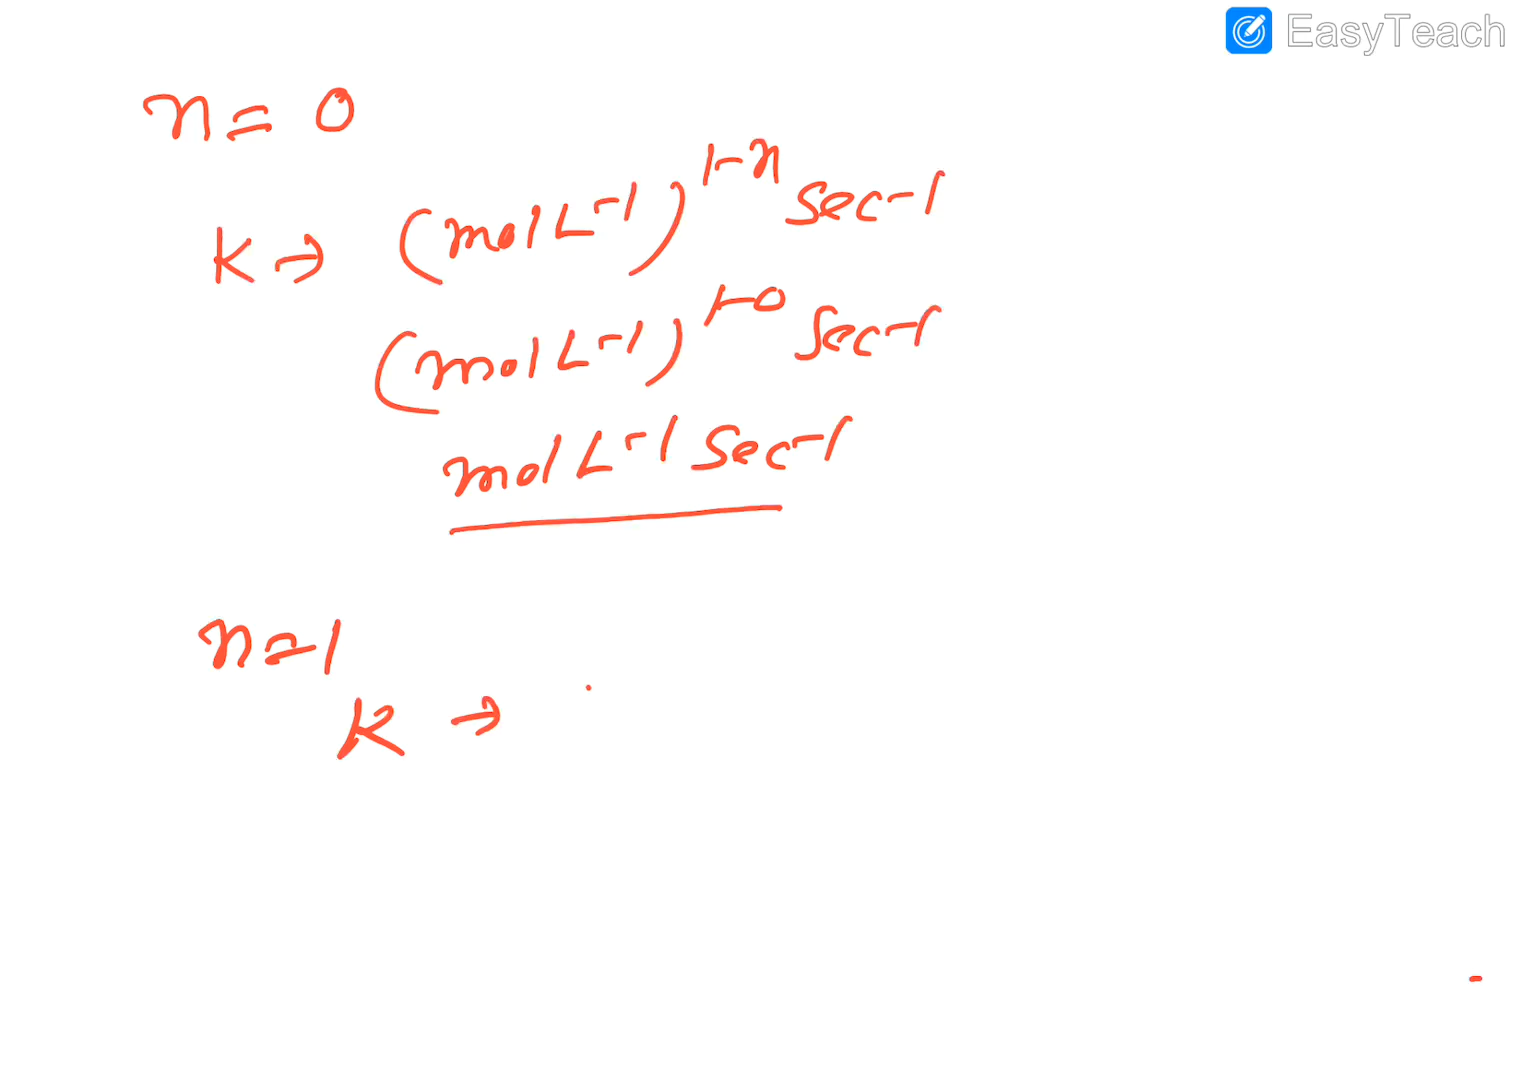 EasyTeach
n = 0
K → (mol L⁻¹)¹⁻ⁿ sec⁻¹
(mol L⁻¹)¹⁻⁰ sec⁻¹
mol L⁻¹ sec⁻¹
n = 1
K →